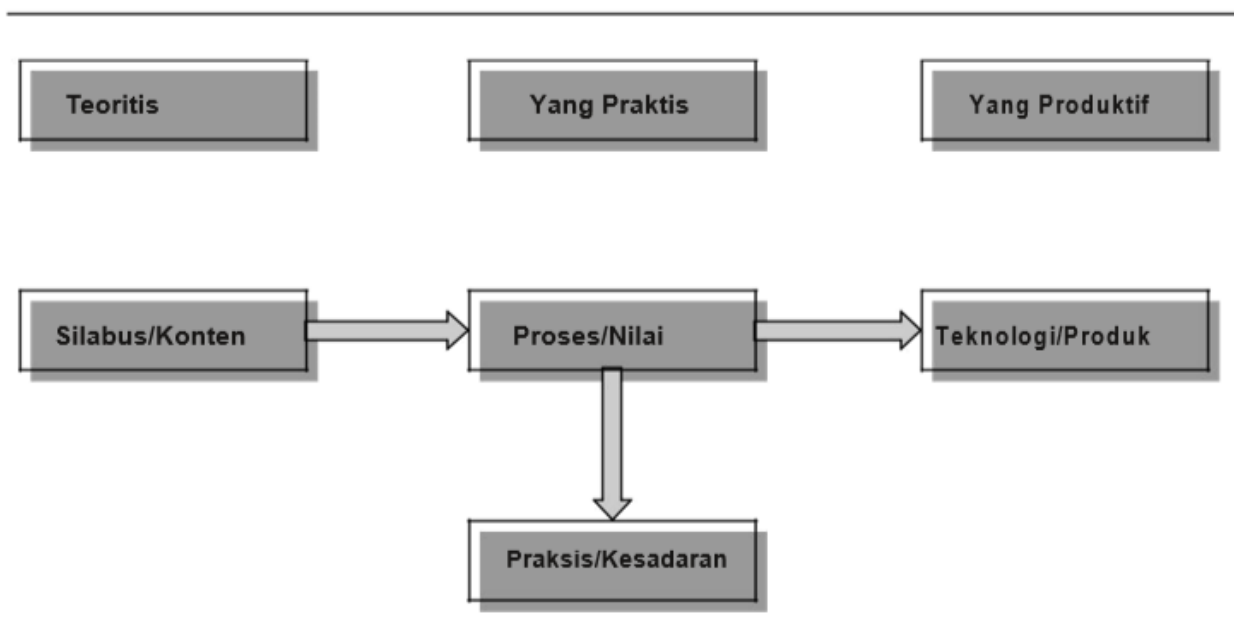 Teoritis
Yang Praktis
Yang Produktif
Silabus/Konten
Proses/Nilai
Teknologi/Produk
Praksis/Kesadaran